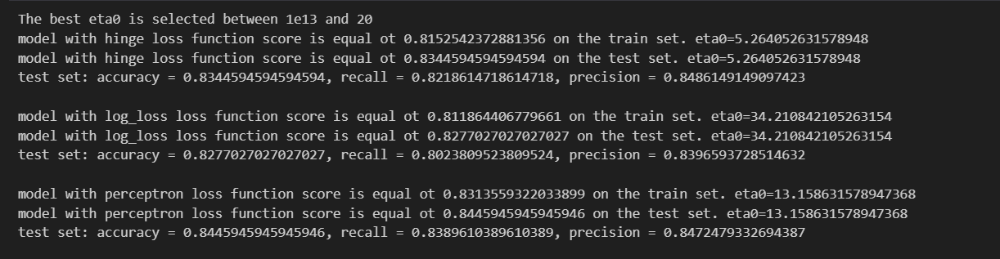 The best eta0 is selected between 1e13 and 20
model with hinge loss function score is equal ot 0.8152542372881356 on the train set. eta0=5.264052631578948
model with hinge loss function score is equal ot 0.8344594594594594 on the test set. eta0=5.264052631578948
test set: accuracy = 0.8344594594594594, recall = 0.8218614718614718, precision = 0.8486149149097423
model with log_loss loss function score is equal ot 0.811864406779661 on the train set. eta0=34.210842105263154
model with log_loss loss function score is equal ot 0.8277027027027027 on the test set. eta0=34.210842105263154
test set: accuracy = 0.8277027027027027, recall = 0.8023809523809524, precision = 0.8396593728514632
model with perceptron loss function score is equal ot 0.8313559322033899 on the train set. eta0=13.158631578947368
model with perceptron loss function score is equal ot 0.8445945945945946 on the test set. eta0=13.158631578947368
test set: accuracy = 0.8445945945945946, recall = 0.8389610389610389, precision = 0.8472479332694387